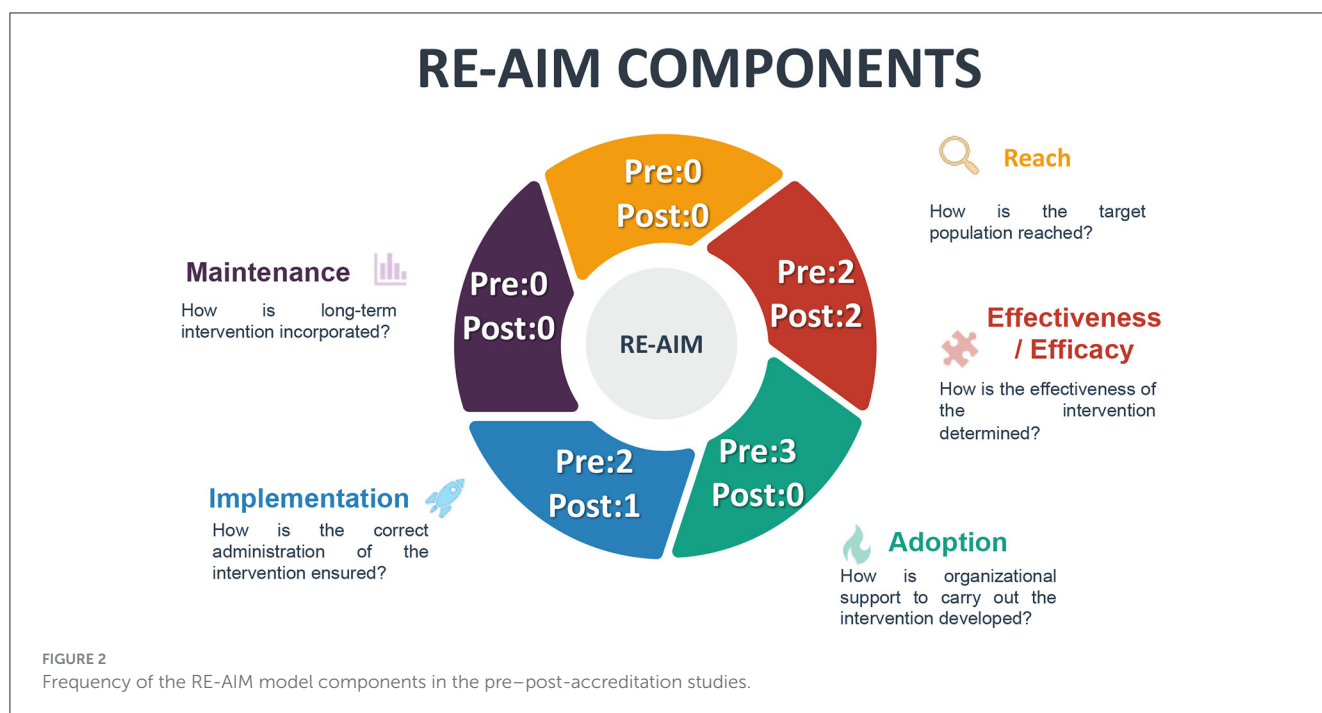 RE-AIM COMPONENTS
Pre:0
Post:0
Reach
How is the target
population reached?
Pre:2
Post:2
Effectiveness
/ Efficacy
How is the effectiveness of
the intervention
determined?
Pre:3
Post:0
Adoption
How is organizational
support to carry out the
intervention developed?
Pre:2
Post:1
Implementation
How is the correct
administration of the
intervention ensured?
Pre:0
Post:0
Maintenance
How is long-term
intervention incorporated?
RE-AIM
FIGURE 2
Frequency of the RE-AIM model components in the pre–post-accreditation studies.